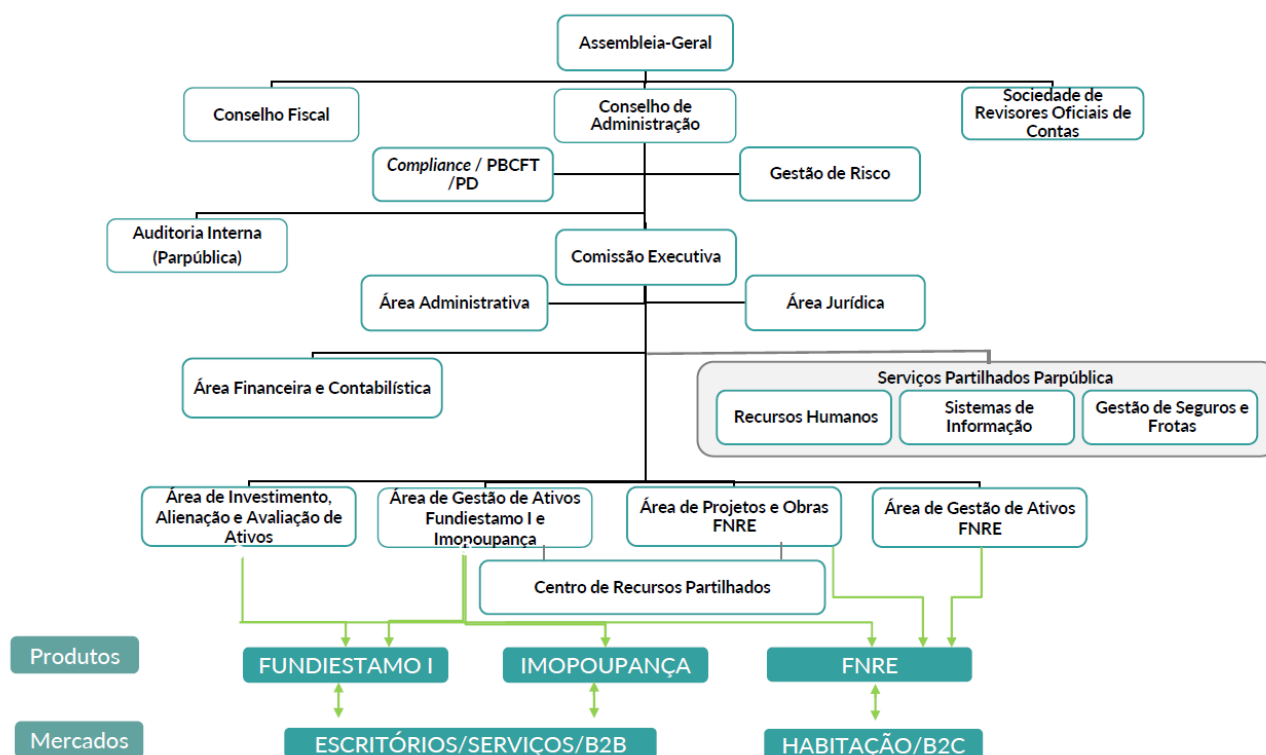 Assembleia-Geral
Conselho Fiscal
Conselho de
Administração
Sociedade de
Revisores Oficiais de
Contas
Compliance / PBCFT
/PD
Gestão de Risco
Auditoria Interna
(Parpública)
Comissão Executiva
Área Administrativa
Área Jurídica
Área Financeira e Contabilística
Serviços Partilhados Parpública
Recursos Humanos
Sistemas de
Informação
Gestão de Seguros e
Frotas
Área de Investimento,
Alienação e Avaliação de
Ativos
Área de Gestão de Ativos
Fundiestamo I e
Imopoupança
Área de Projetos e Obras
FNRE
Área de Gestão de Ativos
FNRE
Centro de Recursos Partilhados
Produtos
FUNDIESTAMO I
IMOPOUPANÇA
FNRE
Mercados
ESCRITÓRIOS/SERVIÇOS/B2B
HABITAÇÃO/B2C